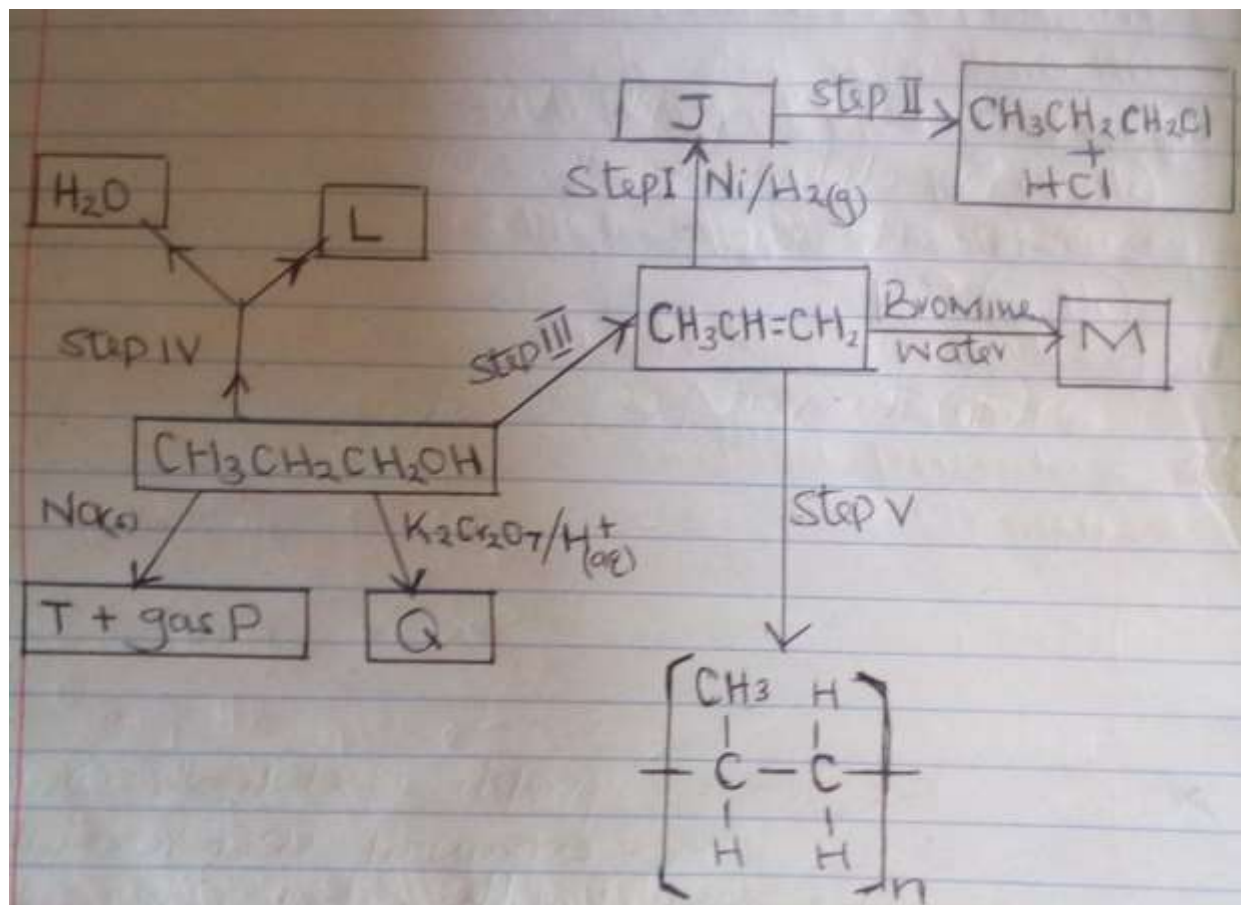 J
Step II
CH3CH2CH2Cl
+
HCl
Step I
Ni/H2(g)
H2O
L
CH3CH=CH2
Bromine
water
M
Step III
Step IV
CH3CH2CH2OH
Na(s)
K2Cr2O7/H+(aq)
Step V
T + gas P
Q
CH3 H
C - C
H H
n